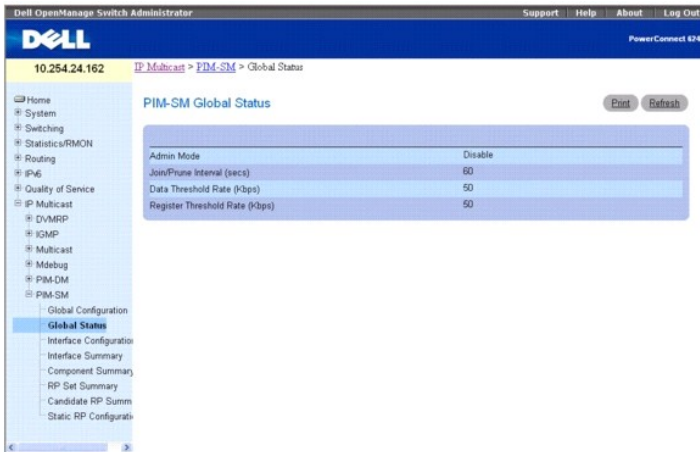 Dell OpenManage Switch Administrator
Support Help About Log Out
DELL
PowerConnect 624
10.254.24.162
IP Multicast > PIM-SM > Global Status
Home
System
Switching
Statistics/RMON
Routing
IPv6
Quality of Service
IP Multicast
DVMRP
IGMP
Multicast
Mdebug
PIM-DM
PIM-SM
Global Configuration
Global Status
Interface Configuratio
Interface Summary
Component Summary
RP Set Summary
Candidate RP Summ
Static RP Configurati
PIM-SM Global Status
Print Refresh
Admin Mode Disable
Join/Prune Interval (secs) 60
Data Threshold Rate (Kbps) 50
Register Threshold Rate (Kbps) 50